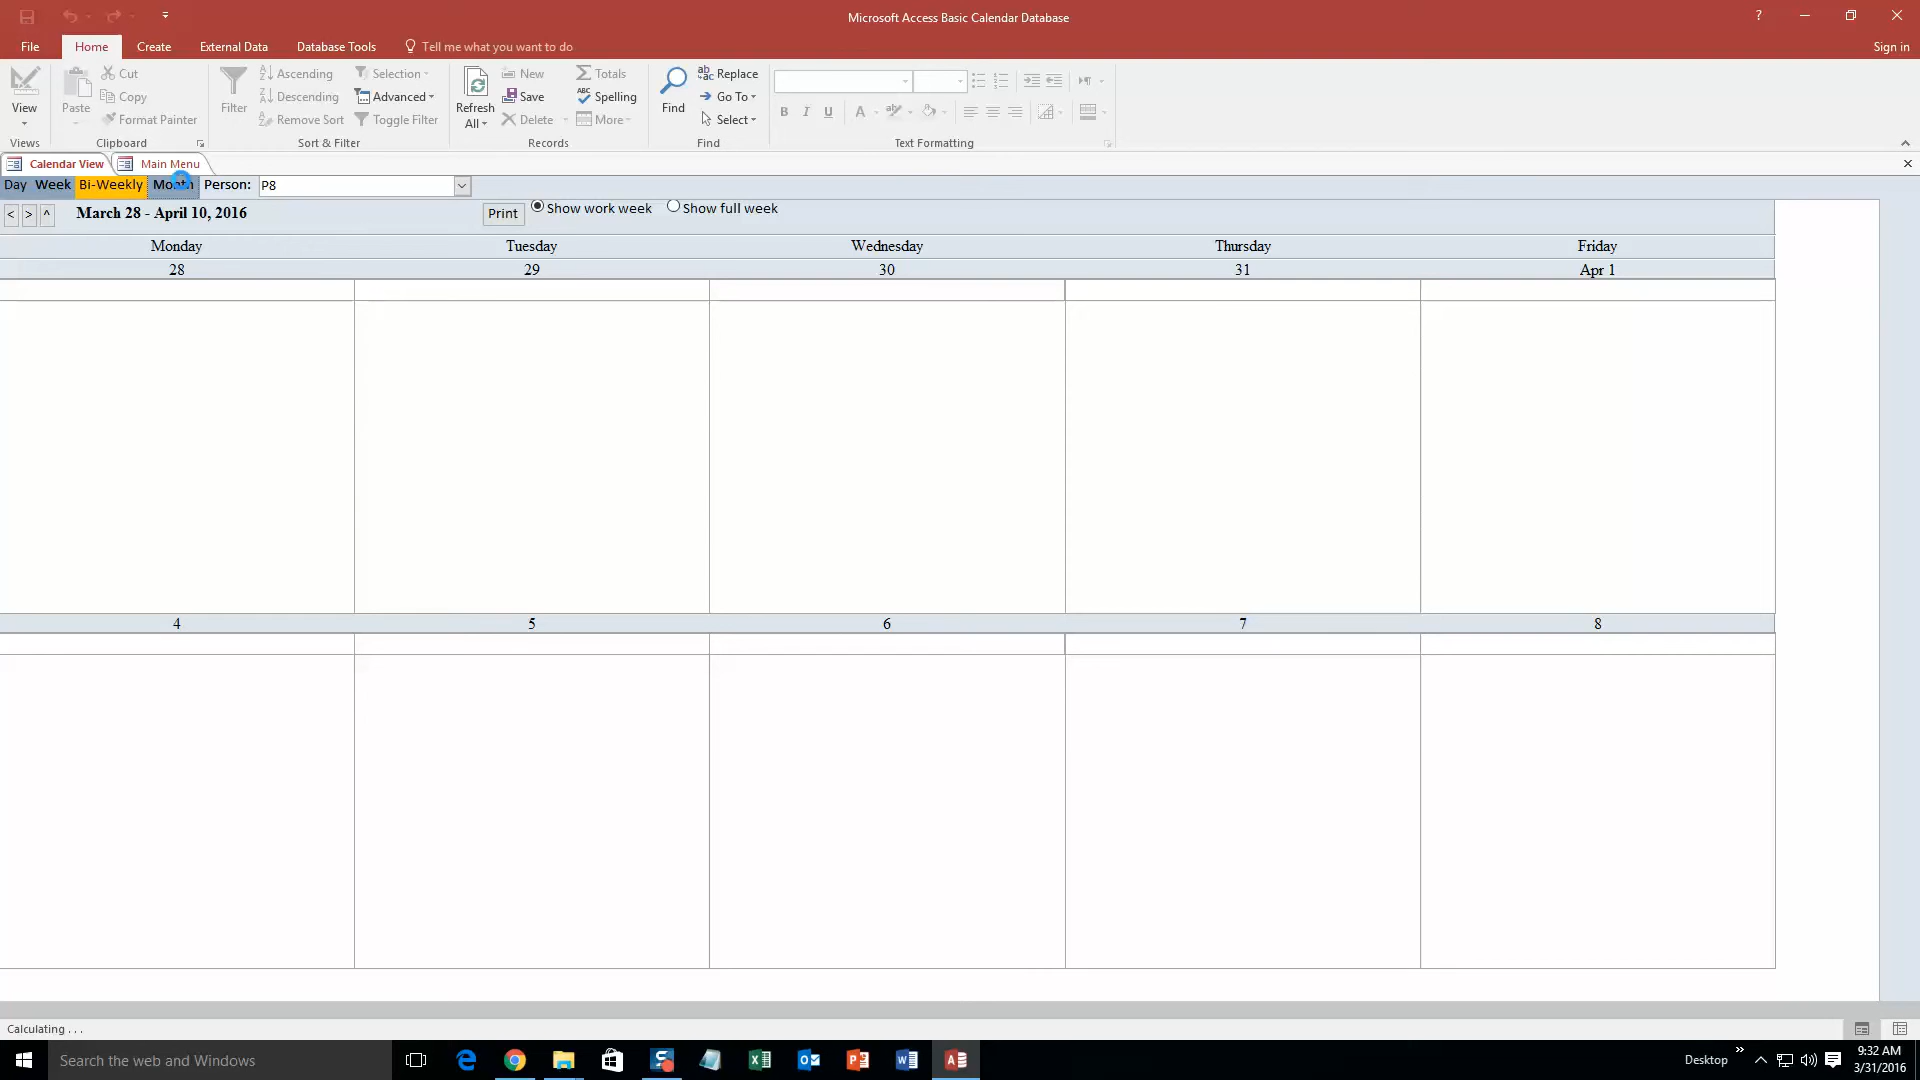 Microsoft Access Basic Calendar Database
?
File Home Create External Data Database Tools Tell me what you want to do Sign in
View
Views
Paste
Cut
Copy
Format Painter
Clipboard
Filter
Ascending
Descending
Remove Sort
Selection
Advanced
Toggle Filter
Sort & Filter
Refresh
All
New
Save
Delete
Totals
Spelling
More
Records
Find
Replace
Go To
Select
Find
B I U A
Text Formatting
Calendar View Main Menu
Day Week Bi-Weekly Month Person: P8
< > ^ March 28 - April 10, 2016 Print Show work week Show full week
Monday Tuesday Wednesday Thursday Friday
28 29 30 31 Apr 1
4 5 6 7 8
Calculating . . .
Search the web and Windows
Desktop
9:32 AM
3/31/2016